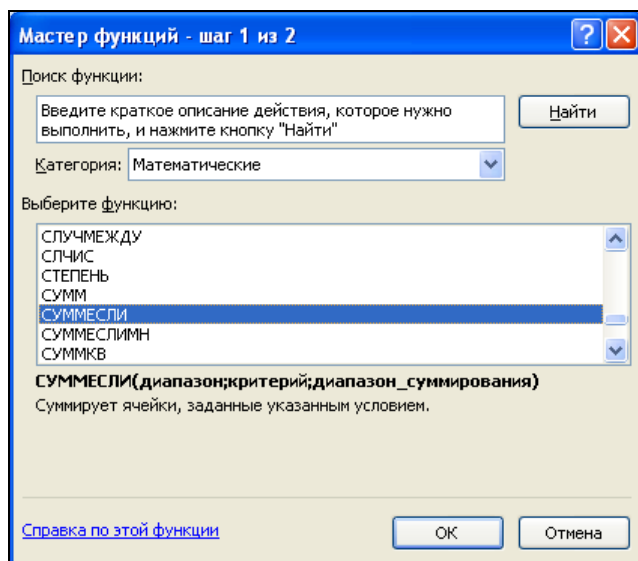 Мастер функций - шаг 1 из 2
Поиск функции:
Введите краткое описание действия, которое нужно
выполнить, и нажмите кнопку "Найти"
Найти
Категория: Математические
Выберите функцию:
СЛУЧМЕЖДУ
СЛЧИС
СТЕПЕНЬ
СУММ
СУММЕСЛИ
СУММЕСЛИМН
СУММКВ
СУММЕСЛИ(диапазон;критерий;диапазон_суммирования)
Суммирует ячейки, заданные указанным условием.
Справка по этой функции
ОК
Отмена